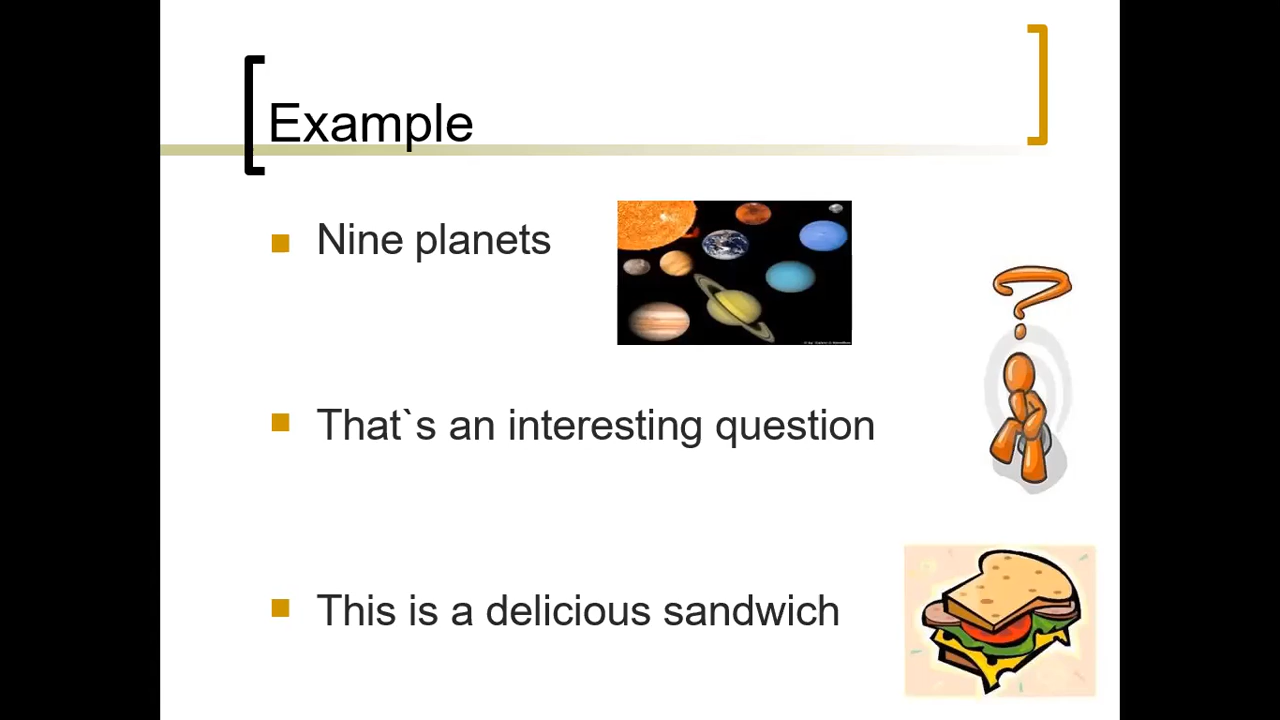 Example
Nine planets
That`s an interesting question
This is a delicious sandwich